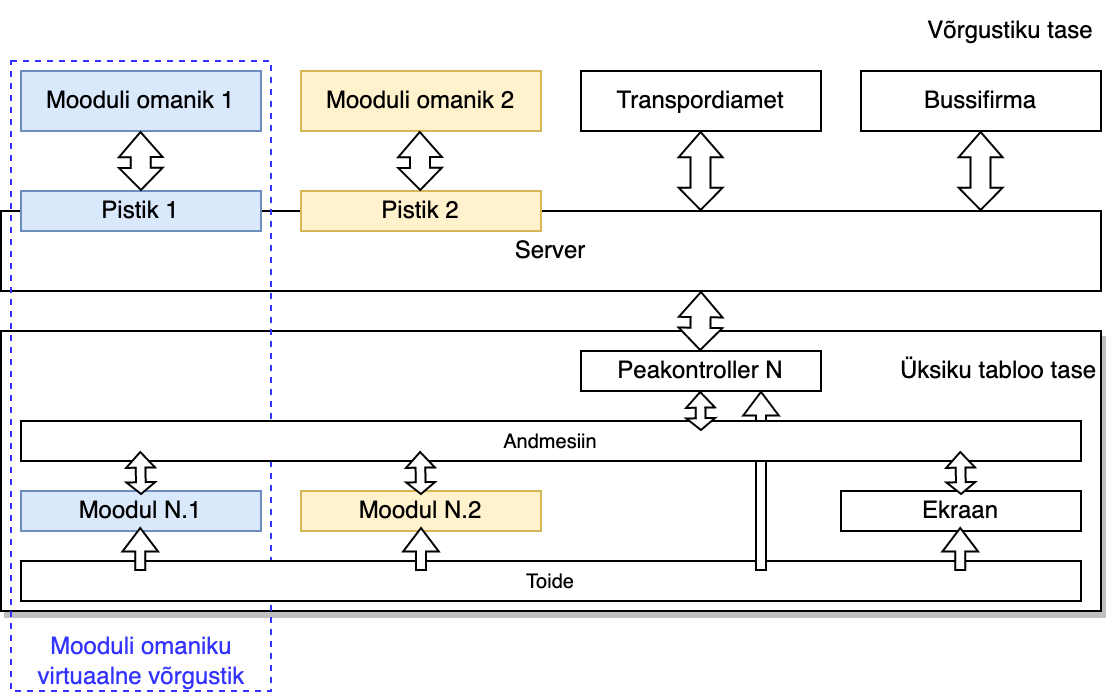 Võrgustiku tase
Mooduli omanik 1
Mooduli omanik 2
Transpordiamet
Bussifirma
Pistik 1
Pistik 2
Server
Peakontroller N
Üksiku tabloo tase
Andmesiin
Moodul N.1
Moodul N.2
Ekraan
Toide
Mooduli omaniku
virtuaalne võrgustik